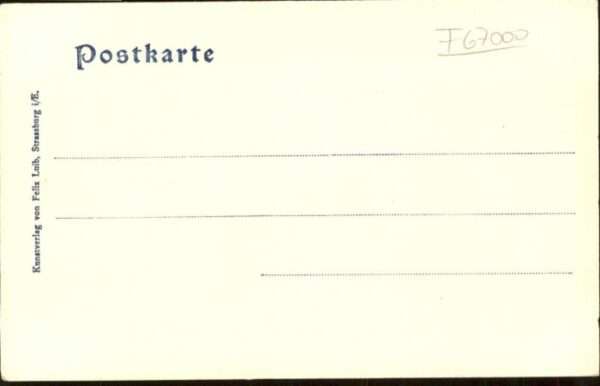 Postkarte
F67000
Kunstverlag von Felix Luib, Strassburg i/E.